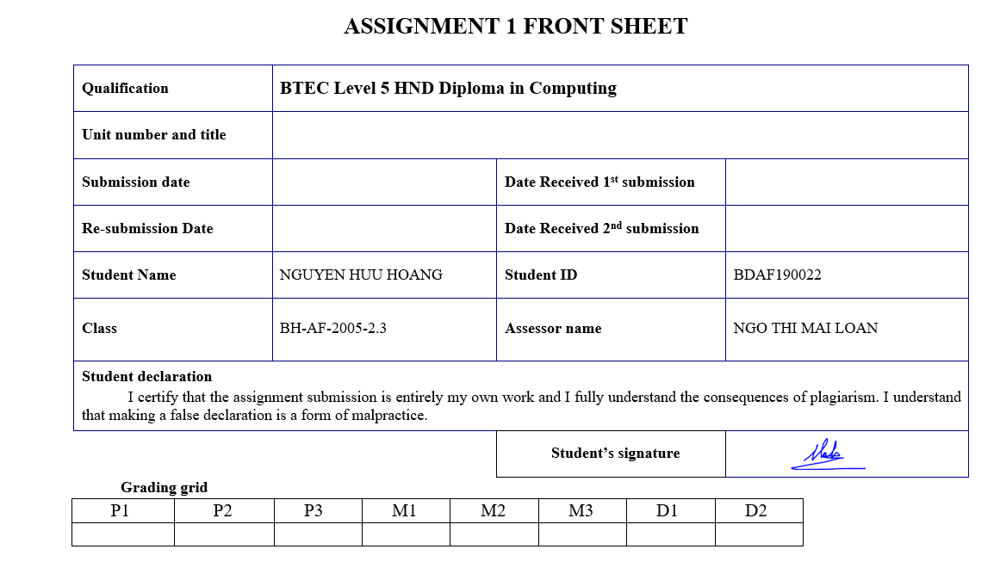 ASSIGNMENT 1 FRONT SHEET
Qualification BTEC Level 5 HND Diploma in Computing
Unit number and title
Submission date Date Received 1st submission
Re-submission Date Date Received 2nd submission
Student Name NGUYEN HUU HOANG Student ID BDAF190022
Class BH-AF-2005-2.3 Assessor name NGO THI MAI LOAN
Student declaration
I certify that the assignment submission is entirely my own work and I fully understand the consequences of plagiarism. I understand
that making a false declaration is a form of malpractice.
Student’s signature
Grading grid
P1 P2 P3 M1 M2 M3 D1 D2